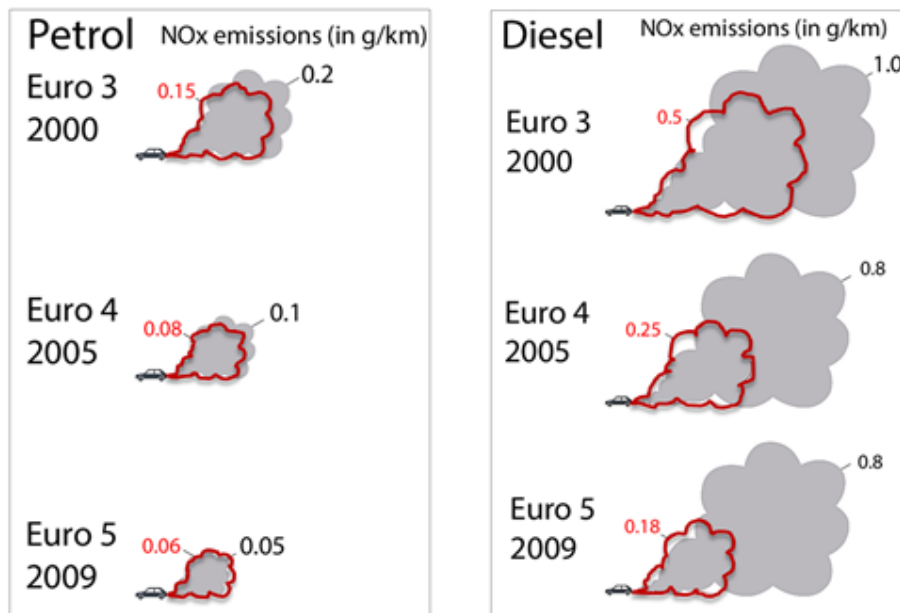 Petrol NOx emissions (in g/km)
Euro 3
2000
0.15
0.2
Euro 4
2005
0.08
0.1
Euro 5
2009
0.06
0.05
Diesel NOx emissions (in g/km)
Euro 3
2000
0.5
1.0
Euro 4
2005
0.25
0.8
Euro 5
2009
0.18
0.8